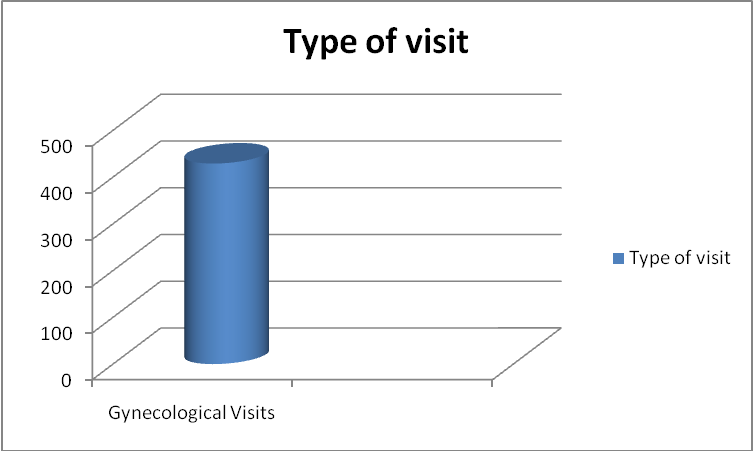 Type of visit
500
400
300
200
100
0
Gynecological Visits
Type of visit